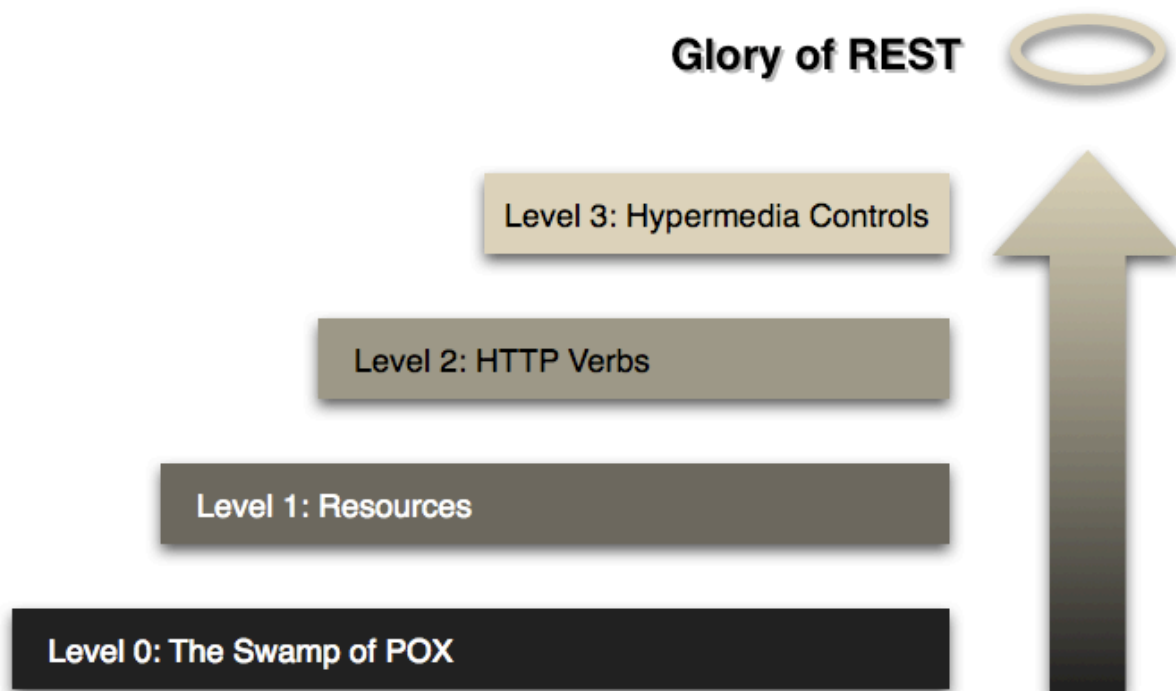 Glory of REST
Level 3: Hypermedia Controls
Level 2: HTTP Verbs
Level 1: Resources
Level 0: The Swamp of POX